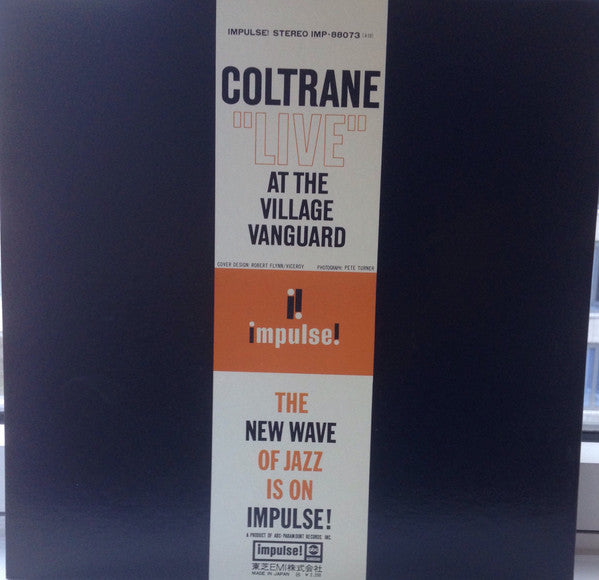 IMPULSE! STEREO IMP-88073
COLTRANE
"LIVE"
AT THE
VILLAGE
VANGUARD
COVER DESIGN: ROBERT FLYNN/VICEROY PHOTOGRAPH: PETE TURNER
i!
impulse!
THE
NEW WAVE
OF JAZZ
IS ON
IMPULSE!
A PRODUCT OF ABC-PARAMOUNT RECORDS INC.
impulse! abc
東芝EMI株式会社
MADE IN JAPAN